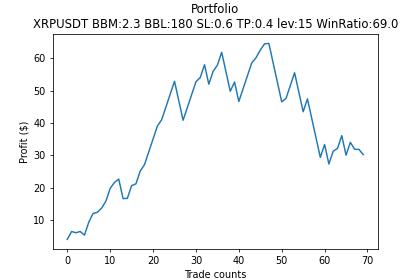 Portfolio
XRPUSDT BBM:2.3 BBL:180 SL:0.6 TP:0.4 lev:15 WinRatio:69.0
Profit ($)
60
50
40
30
20
10
0 10 20 30 40 50 60 70
Trade counts